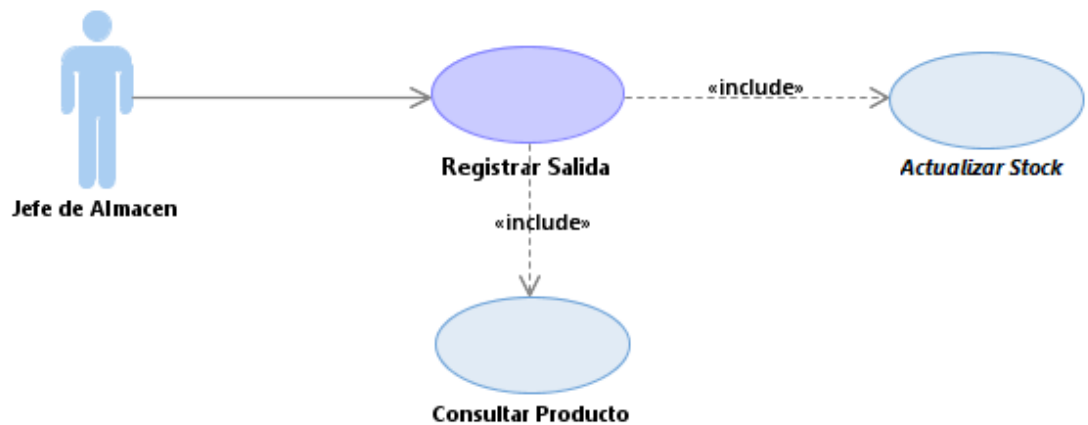 «include»
Registrar Salida
Actualizar Stock
Jefe de Almacen
«include»
Consultar Producto